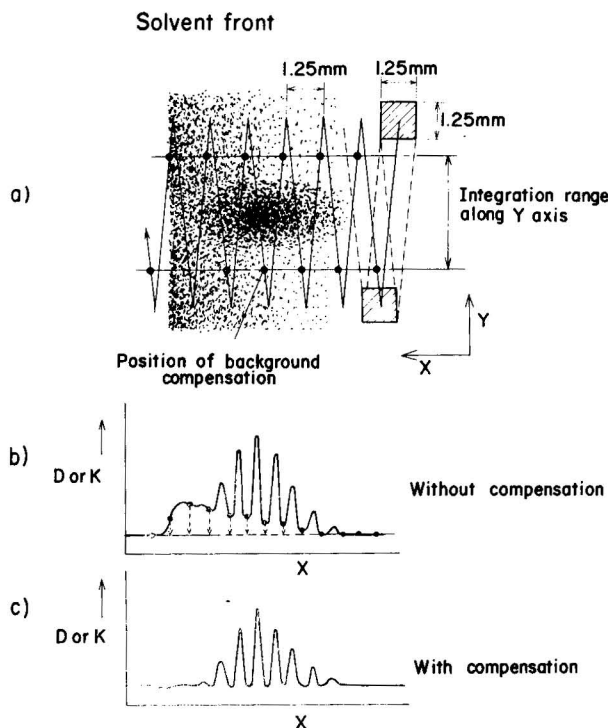 Solvent front
1.25mm 1.25mm
1.25mm
a)
Integration range
along Y axis
Position of background
compensation
Y
X
b)
D or K
Without compensation
X
c)
D or K
With compensation
X